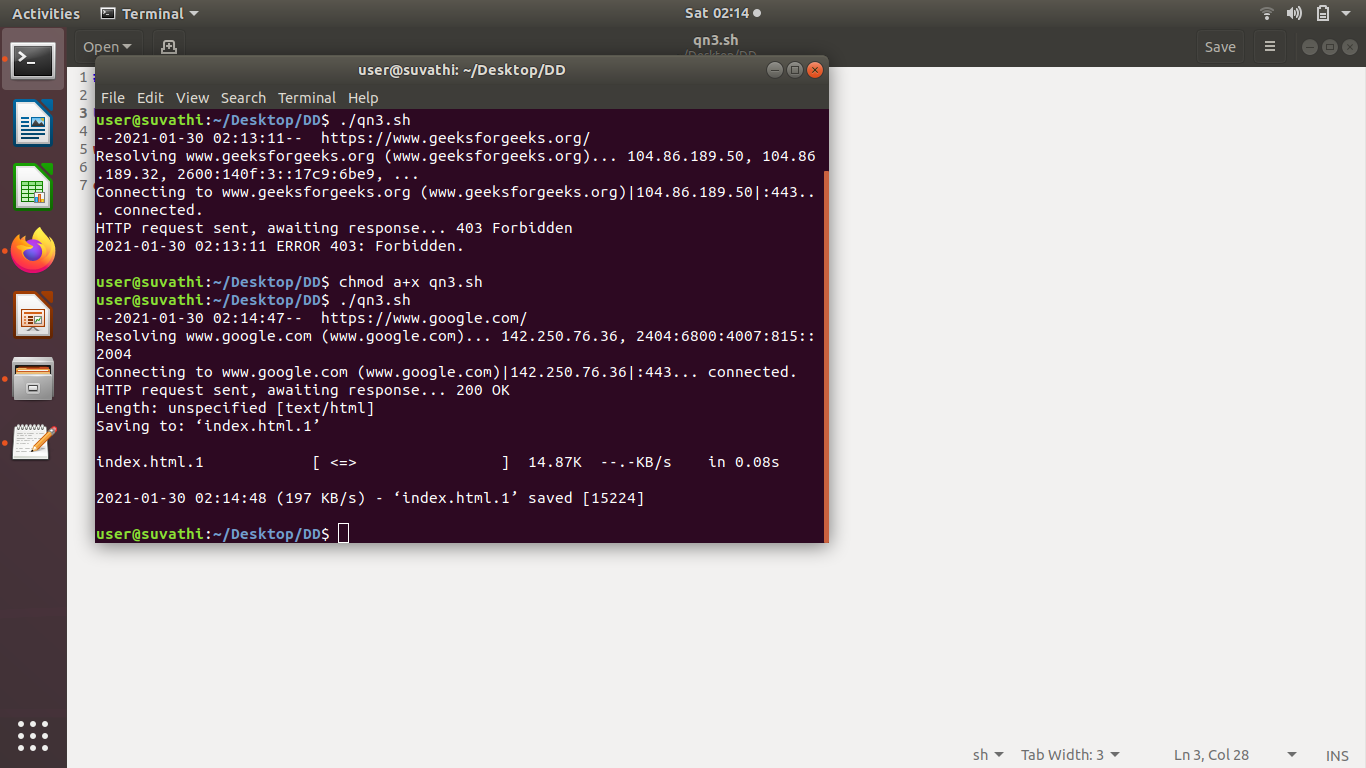 Activities Terminal Sat 02:14
Open qn3.sh Save
~/Desktop/DD
user@suvathi: ~/Desktop/DD
File Edit View Search Terminal Help
1 #
2
3
4
5
6
7
user@suvathi:~/Desktop/DD$ ./qn3.sh
--2021-01-30 02:13:11--  https://www.geeksforgeeks.org/
Resolving www.geeksforgeeks.org (www.geeksforgeeks.org)... 104.86.189.50, 104.86
.189.32, 2600:140f:3::17c9:6be9, ...
Connecting to www.geeksforgeeks.org (www.geeksforgeeks.org)|104.86.189.50|:443..
. connected.
HTTP request sent, awaiting response... 403 Forbidden
2021-01-30 02:13:11 ERROR 403: Forbidden.
user@suvathi:~/Desktop/DD$ chmod a+x qn3.sh
user@suvathi:~/Desktop/DD$ ./qn3.sh
--2021-01-30 02:14:47--  https://www.google.com/
Resolving www.google.com (www.google.com)... 142.250.76.36, 2404:6800:4007:815::
2004
Connecting to www.google.com (www.google.com)|142.250.76.36|:443... connected.
HTTP request sent, awaiting response... 200 OK
Length: unspecified [text/html]
Saving to: ‘index.html.1’
index.html.1            [ <=>                ]  14.87K  --.-KB/s    in 0.08s
2021-01-30 02:14:48 (197 KB/s) - ‘index.html.1’ saved [15224]
user@suvathi:~/Desktop/DD$
sh Tab Width: 3 Ln 3, Col 28 INS